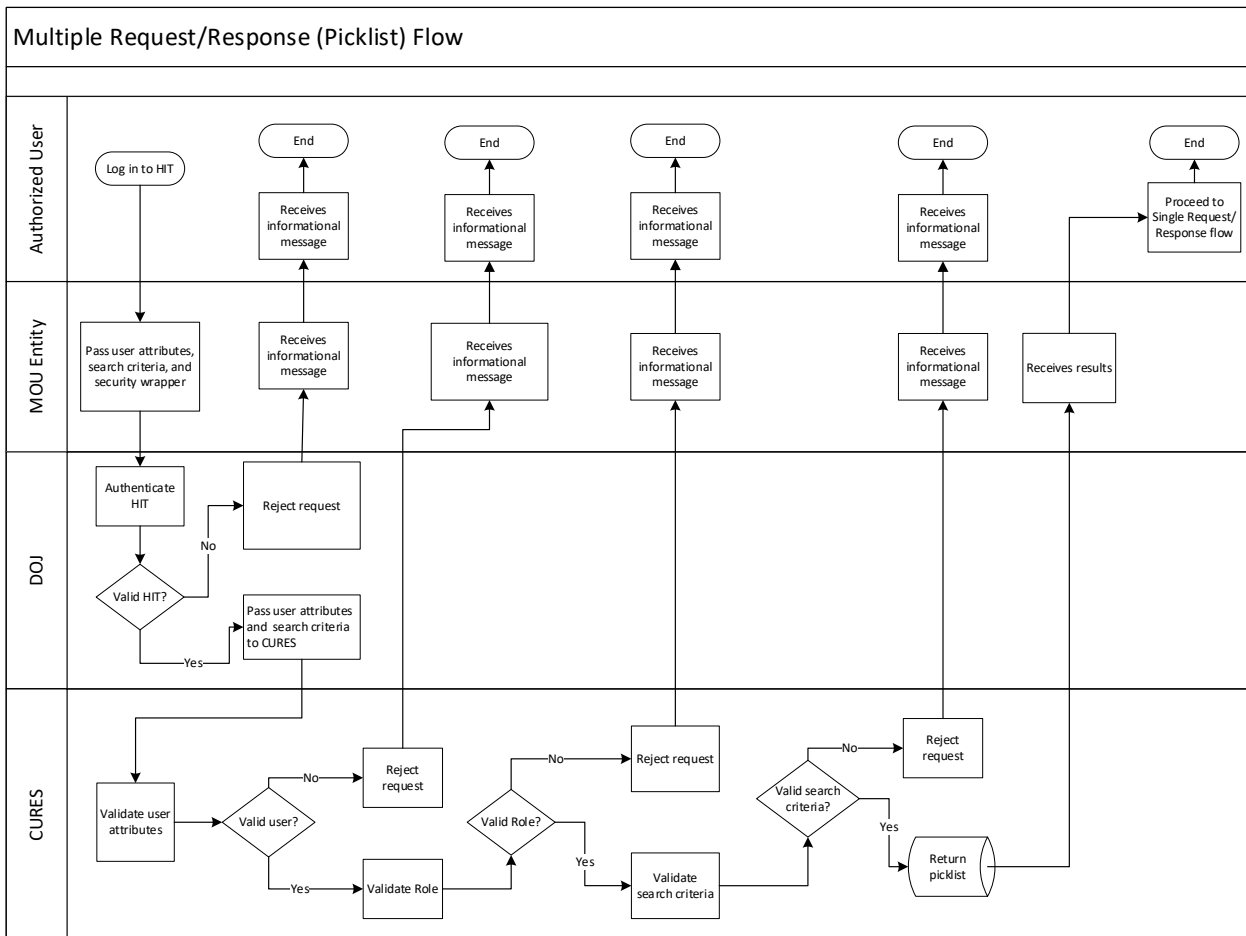 Multiple Request/Response (Picklist) Flow
Authorized User
Log in to HIT
End
End
End
End
End
Receives
informational
message
Receives
informational
message
Receives
informational
message
Receives
informational
message
Proceed to
Single Request/
Response flow
MOU Entity
Pass user attributes,
search criteria, and
security wrapper
Receives
informational
message
Receives
informational
message
Receives
informational
message
Receives
informational
message
Receives results
DOJ
Authenticate
HIT
Reject request
No
Valid HIT?
Pass user attributes
and search criteria
to CURES
Yes
CURES
Validate user
attributes
Valid user?
No
Reject
request
Yes
Validate Role
Valid Role?
No
Reject request
Yes
Validate
search criteria
Valid search
criteria?
No
Reject
request
Yes
Return
picklist